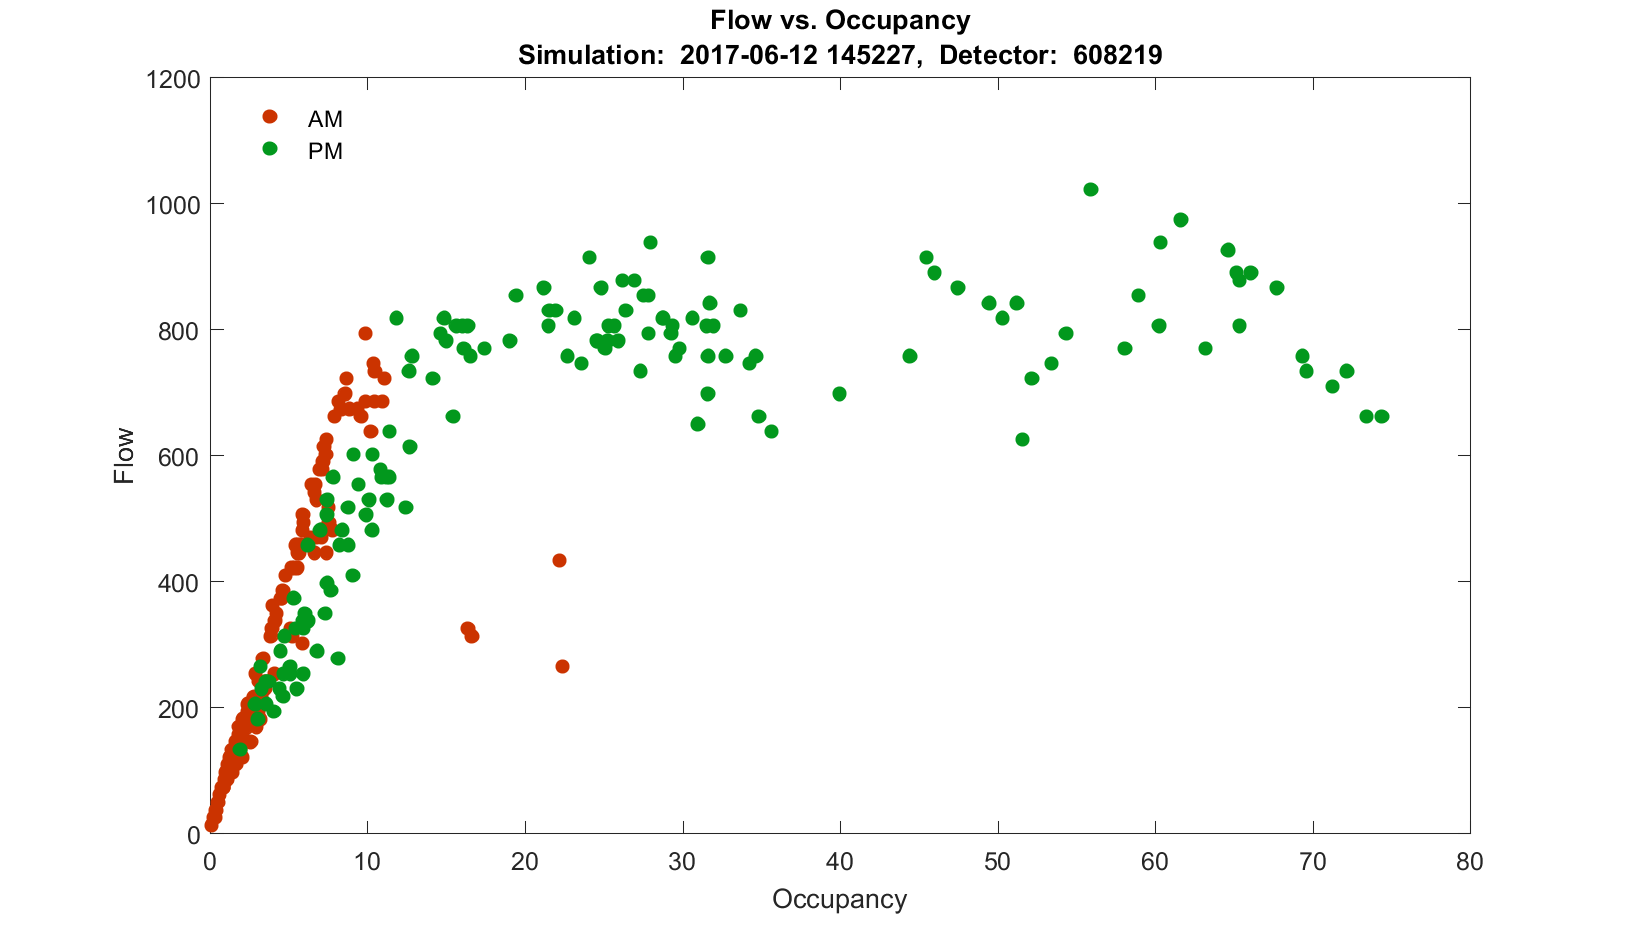 Flow vs. Occupancy
Simulation:  2017-06-12 145227,  Detector:  608219
1200
AM
PM
1000
800
600
400
200
0
Flow
0 10 20 30 40 50 60 70 80
Occupancy